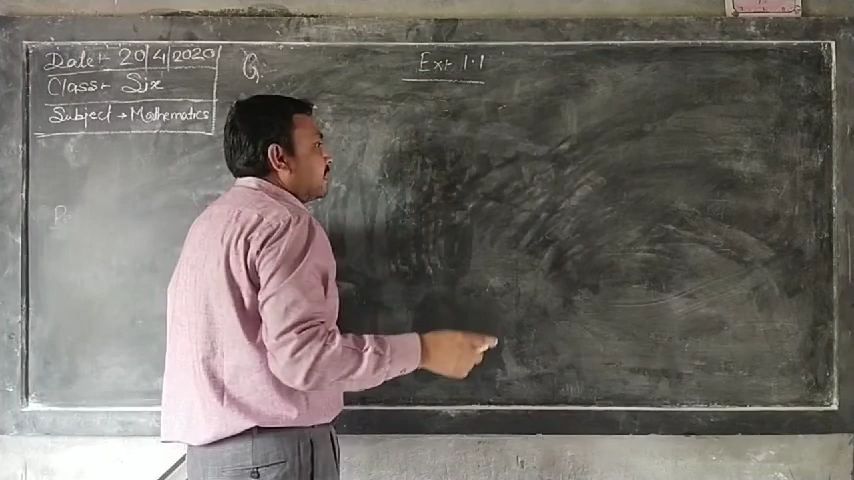 Date:- 20/4/2020
Class:- Six
Subject → Mathematics
Q
Ex:- 1.1